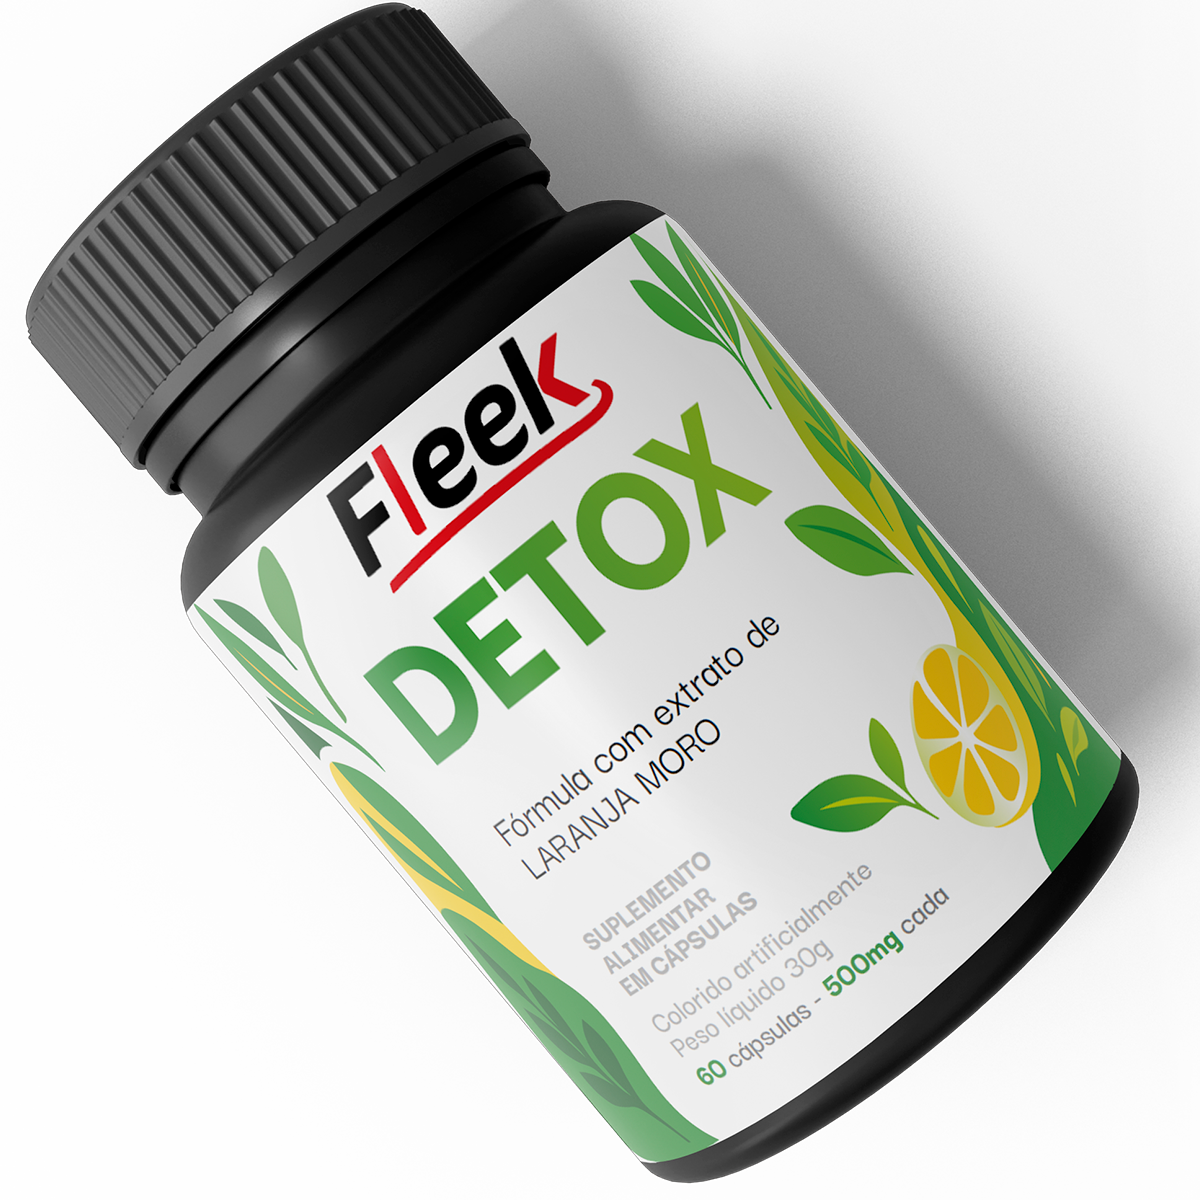 Fleek
DETOX
Fórmula com extrato de
LARANJA MORO
SUPLEMENTO
ALIMENTAR
EM CÁPSULAS
Colorido artificialmente
Peso líquido 30g
60 cápsulas - 500mg cada